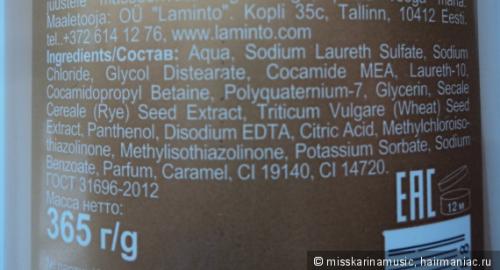 juustele
Maaletooja: OÜ "Laminto". Kopli 35c, Tallinn, 10412 Eesti.
tel..+372 614 12 76, www.laminto.com
Ingredients/Состав: Aqua, Sodium Laureth Sulfate, Sodium
Chloride, Glycol Distearate, Cocamide MEA, Laureth-10,
Cocamidopropyl Betaine, Polyquaternium-7, Glycerin, Secale
Cereale (Rye) Seed Extract, Triticum Vulgare (Wheat) Seed
Extract, Panthenol, Disodium EDTA, Citric Acid, Methylchloroiso-
thiazolinone, Methylisothiazolinone, Potassium Sorbate, Sodium
Benzoate, Parfum, Caramel, CI 19140, CI 14720.
ГОСТ 31696-2012
Масса нетто:
365 г/g
EAC
12 м
© misskarinamusic, hairmaniac.ru